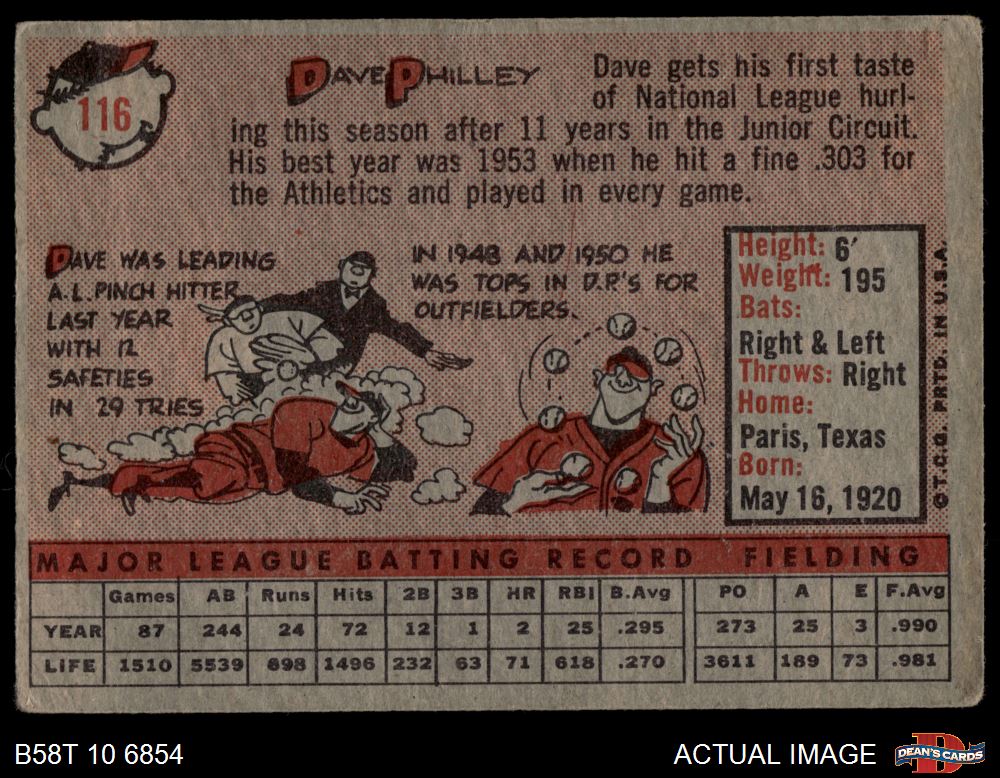 116
DAVE PHILLEY
Dave gets his first taste
of National League hurl-
ing this season after 11 years in the Junior Circuit.
His best year was 1953 when he hit a fine .303 for
the Athletics and played in every game.
DAVE WAS LEADING
A.L. PINCH HITTER
LAST YEAR
WITH 12
SAFETIES
IN 29 TRIES
IN 1948 AND 1950 HE
WAS TOPS IN D.P.'S FOR
OUTFIELDERS.
Height: 6'
Weight: 195
Bats:
Right & Left
Throws: Right
Home:
Paris, Texas
Born:
May 16, 1920
© T.C.G. PRTD. IN U.S.A.
MAJOR LEAGUE BATTING RECORD FIELDING
Games AB Runs Hits 2B 3B HR RBI B.Avg PO A E F.Avg
YEAR 87 244 24 72 12 1 2 25 .295 273 25 3 .990
LIFE 1510 5539 698 1496 232 63 71 618 .270 3611 189 73 .981
B58T 10 6854
ACTUAL IMAGE
D
DEAN'S CARDS